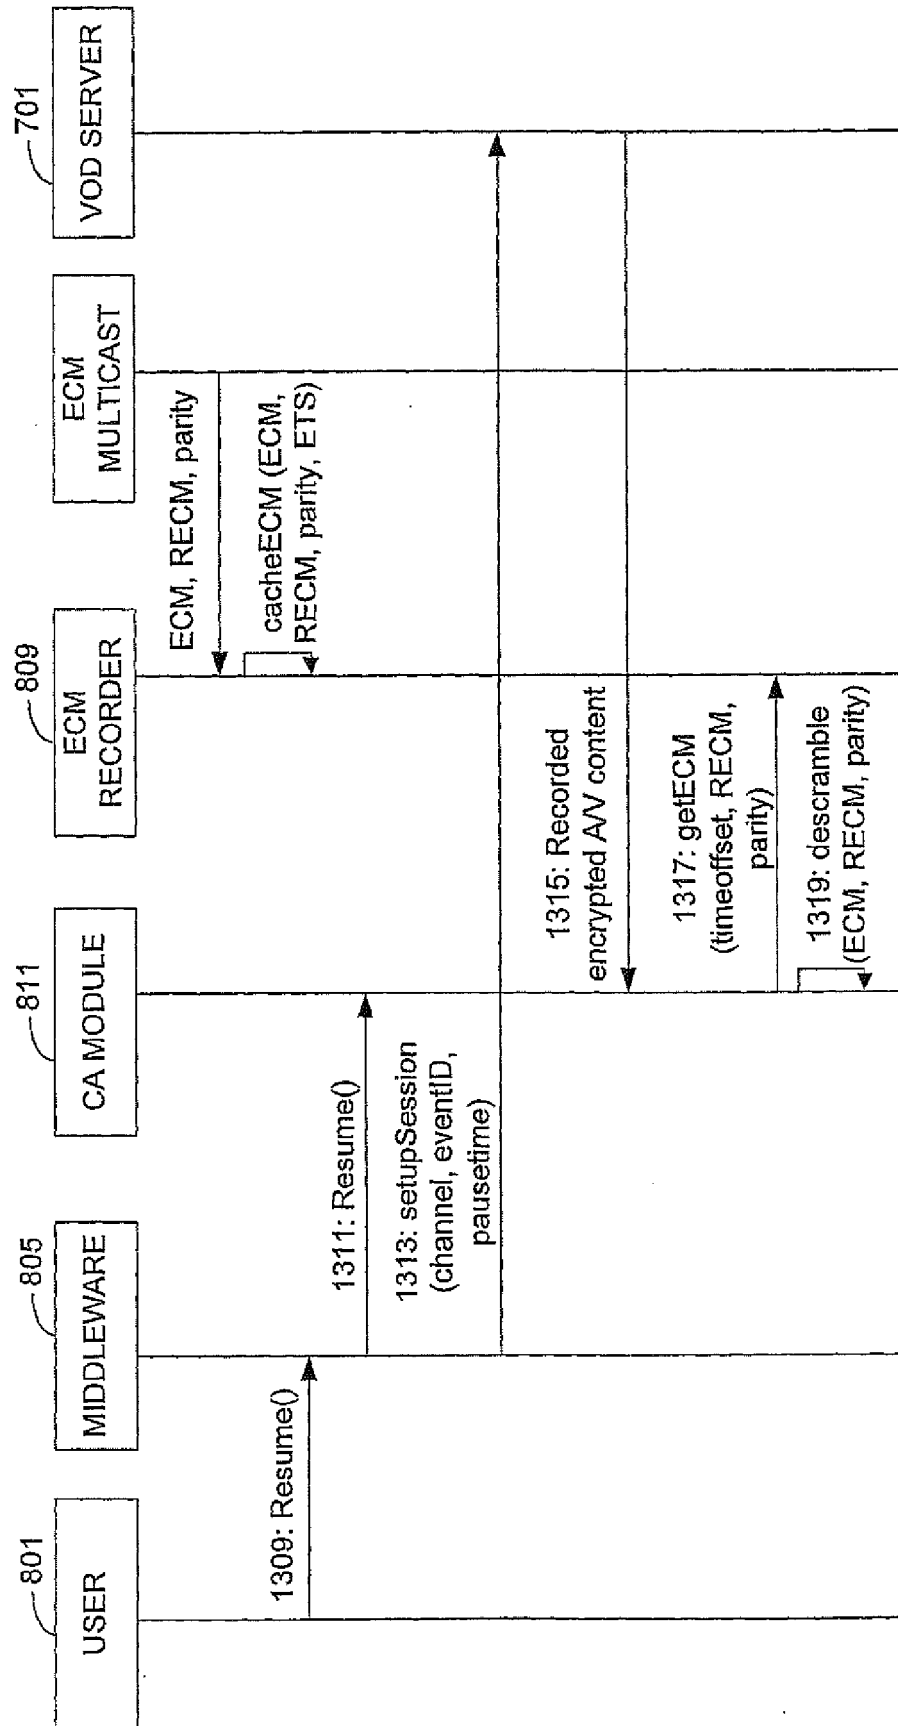 801
USER
805
MIDDLEWARE
811
CA MODULE
809
ECM
RECORDER
ECM
MULTICAST
701
VOD SERVER
ECM, RECM, parity
cacheECM (ECM,
RECM, parity, ETS)
1309: Resume()
1311: Resume()
1313: setupSession
(channel, eventID,
pausetime)
1315: Recorded
encrypted A/V content
1317: getECM
(timeoffset, RECM,
parity)
1319: descramble
(ECM, RECM, parity)